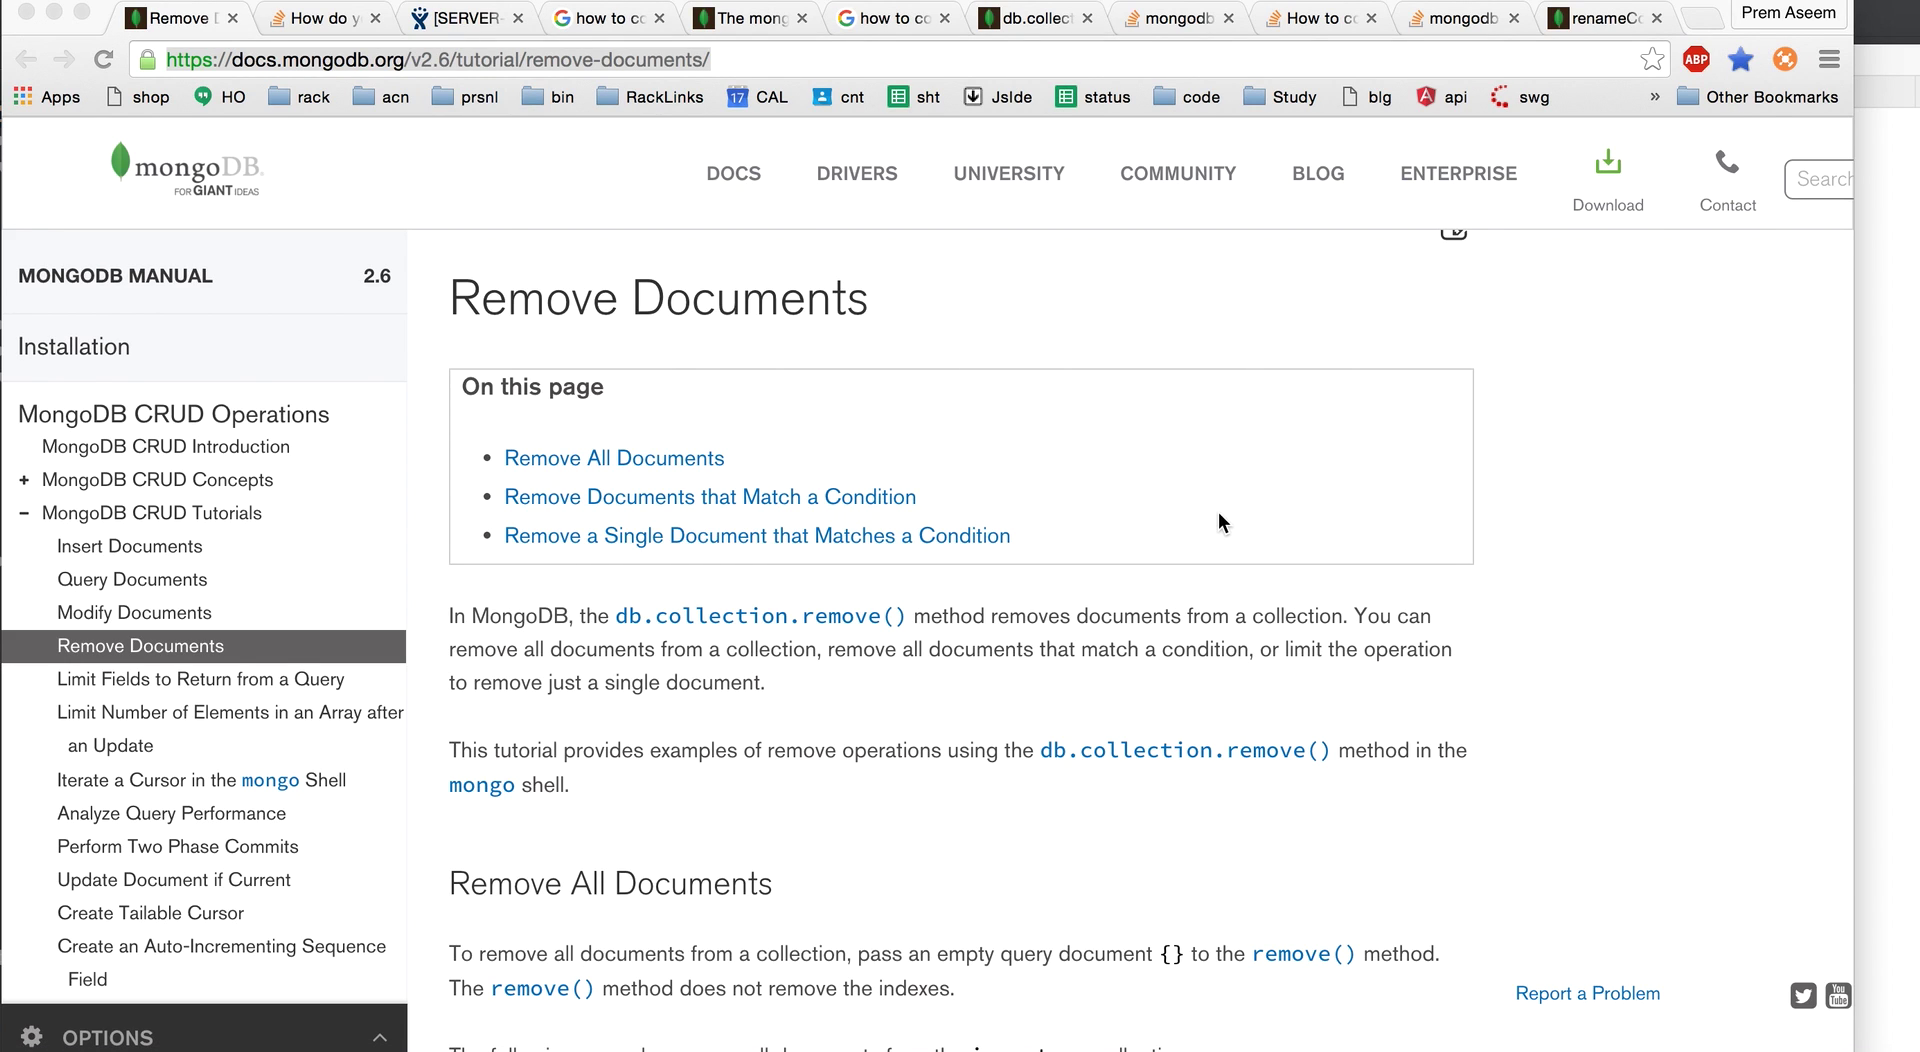 Remove D
How do y
[SERVER-
how to cc
The mong
how to co
db.collect
mongodb
How to cc
mongodb
renameCo
Prem Aseem
https://docs.mongodb.org/v2.6/tutorial/remove-documents/
ABP
Apps shop HO rack acn prsnl bin RackLinks 17 CAL cnt sht JsIde status code Study blg api swg » Other Bookmarks
mongoDB.
FOR GIANT IDEAS
DOCS DRIVERS UNIVERSITY COMMUNITY BLOG ENTERPRISE Download Contact Search
MONGODB MANUAL 2.6
Installation
MongoDB CRUD Operations
MongoDB CRUD Introduction
+ MongoDB CRUD Concepts
− MongoDB CRUD Tutorials
Insert Documents
Query Documents
Modify Documents
Remove Documents
Limit Fields to Return from a Query
Limit Number of Elements in an Array after
an Update
Iterate a Cursor in the mongo Shell
Analyze Query Performance
Perform Two Phase Commits
Update Document if Current
Create Tailable Cursor
Create an Auto-Incrementing Sequence
Field
OPTIONS
Remove Documents
On this page
• Remove All Documents
• Remove Documents that Match a Condition
• Remove a Single Document that Matches a Condition
In MongoDB, the db.collection.remove() method removes documents from a collection. You can
remove all documents from a collection, remove all documents that match a condition, or limit the operation
to remove just a single document.
This tutorial provides examples of remove operations using the db.collection.remove() method in the
mongo shell.
Remove All Documents
To remove all documents from a collection, pass an empty query document {} to the remove() method.
The remove() method does not remove the indexes.
Report a Problem
You
Tube